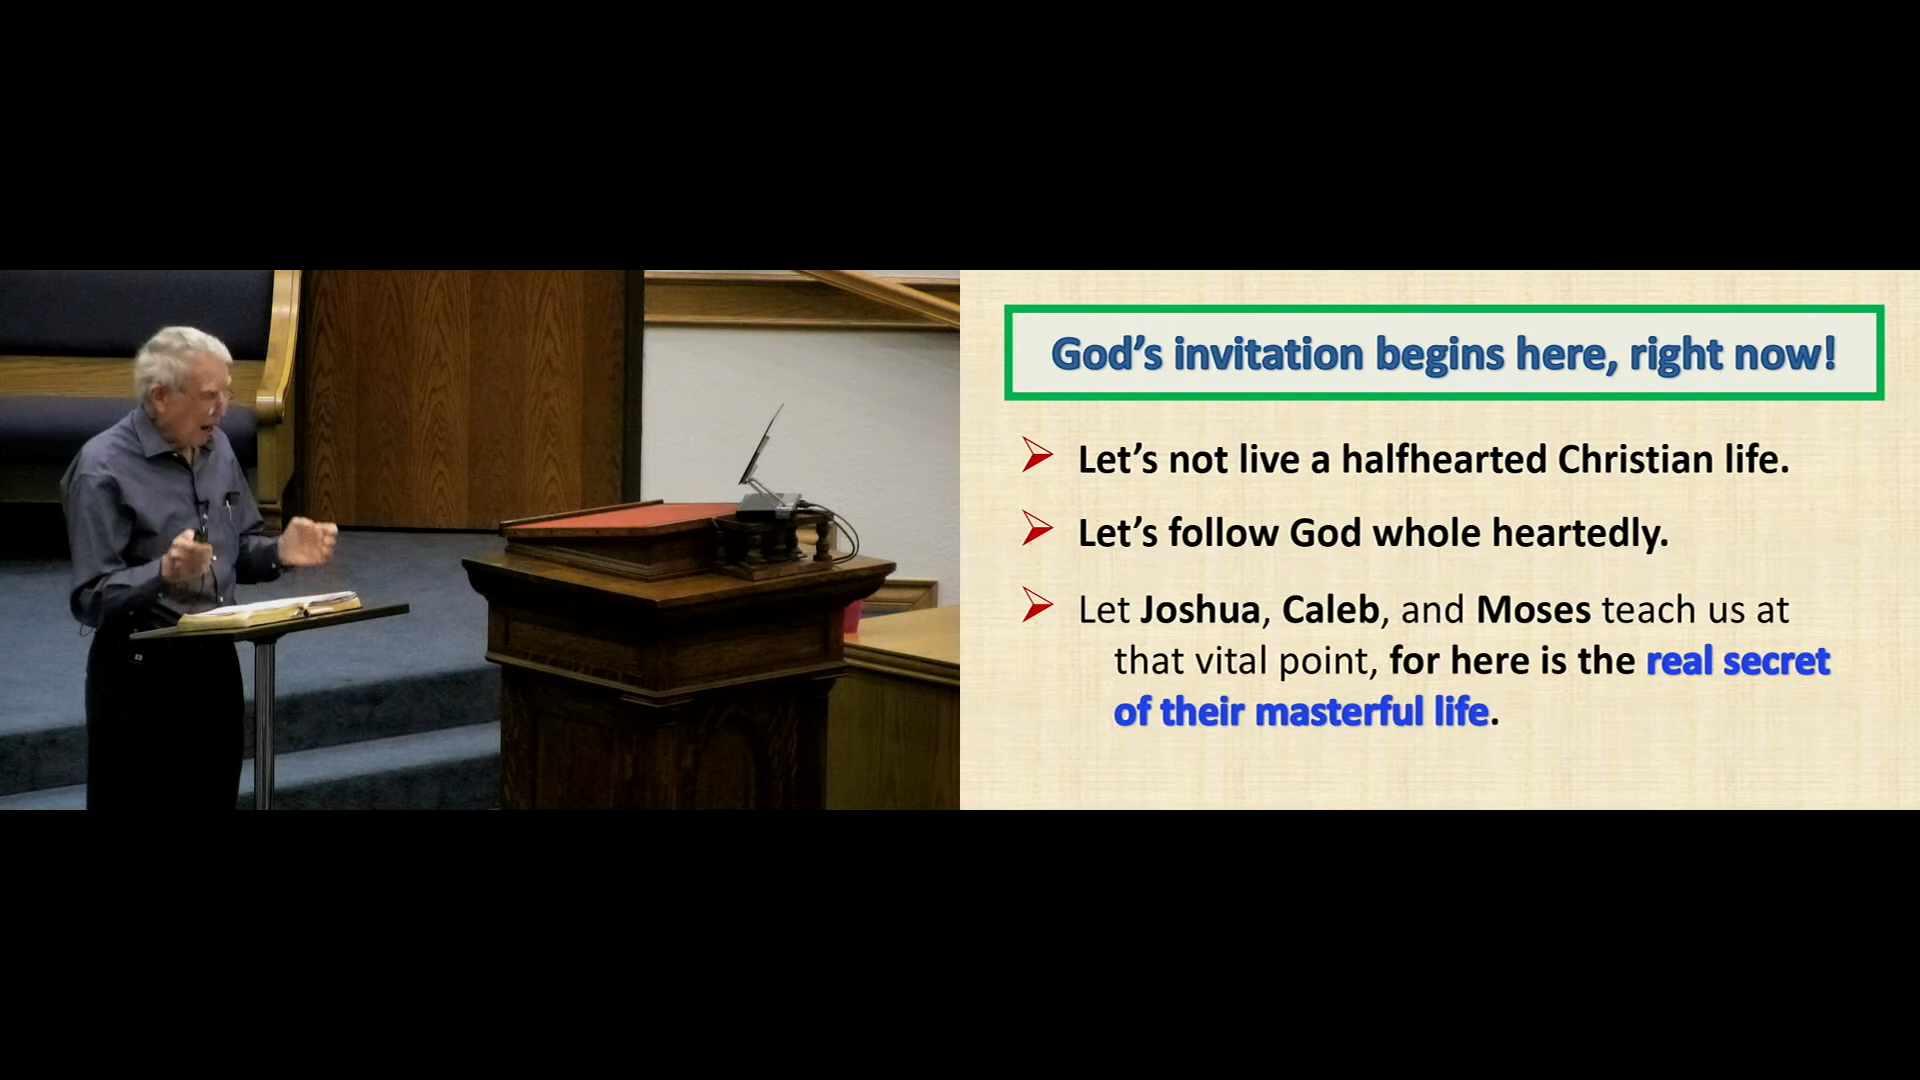 God's invitation begins here, right now!
Let's not live a halfhearted Christian life.
Let's follow God whole heartedly.
Let Joshua, Caleb, and Moses teach us at
that vital point, for here is the real secret
of their masterful life.